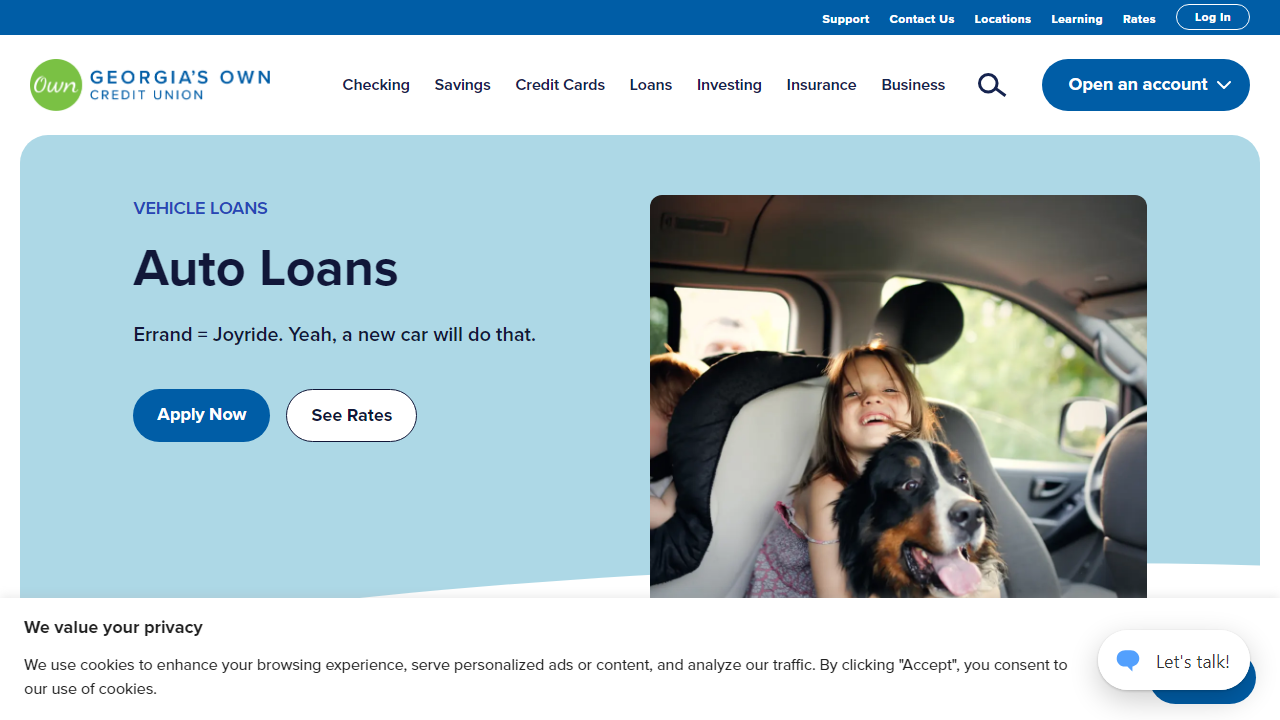 Support Contact Us Locations Learning Rates Log In
Own GEORGIA'S OWN
CREDIT UNION
Checking Savings Credit Cards Loans Investing Insurance Business Open an account
VEHICLE LOANS
Auto Loans
Errand = Joyride. Yeah, a new car will do that.
Apply Now See Rates
We value your privacy
We use cookies to enhance your browsing experience, serve personalized ads or content, and analyze our traffic. By clicking "Accept", you consent to
our use of cookies.
Let's talk!